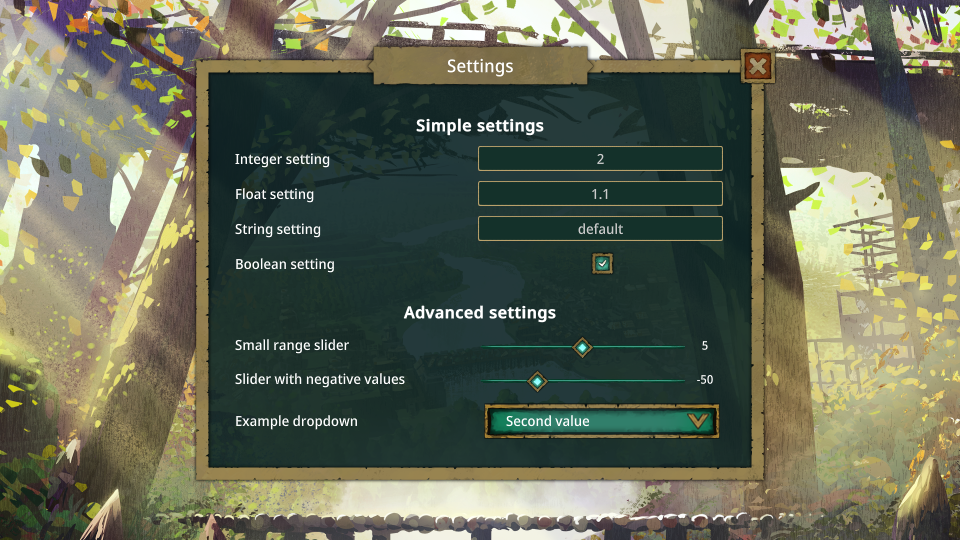 Settings
Simple settings
Integer setting 2
Float setting 1.1
String setting default
Boolean setting
Advanced settings
Small range slider 5
Slider with negative values -50
Example dropdown Second value